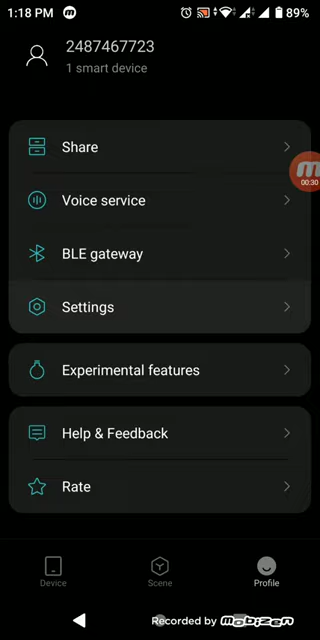 1:18 PM
89%
2487467723
1 smart device
Share
00:30
Voice service
BLE gateway
Settings
Experimental features
Help & Feedback
Rate
Device
Scene
Profile
Recorded by mobizen